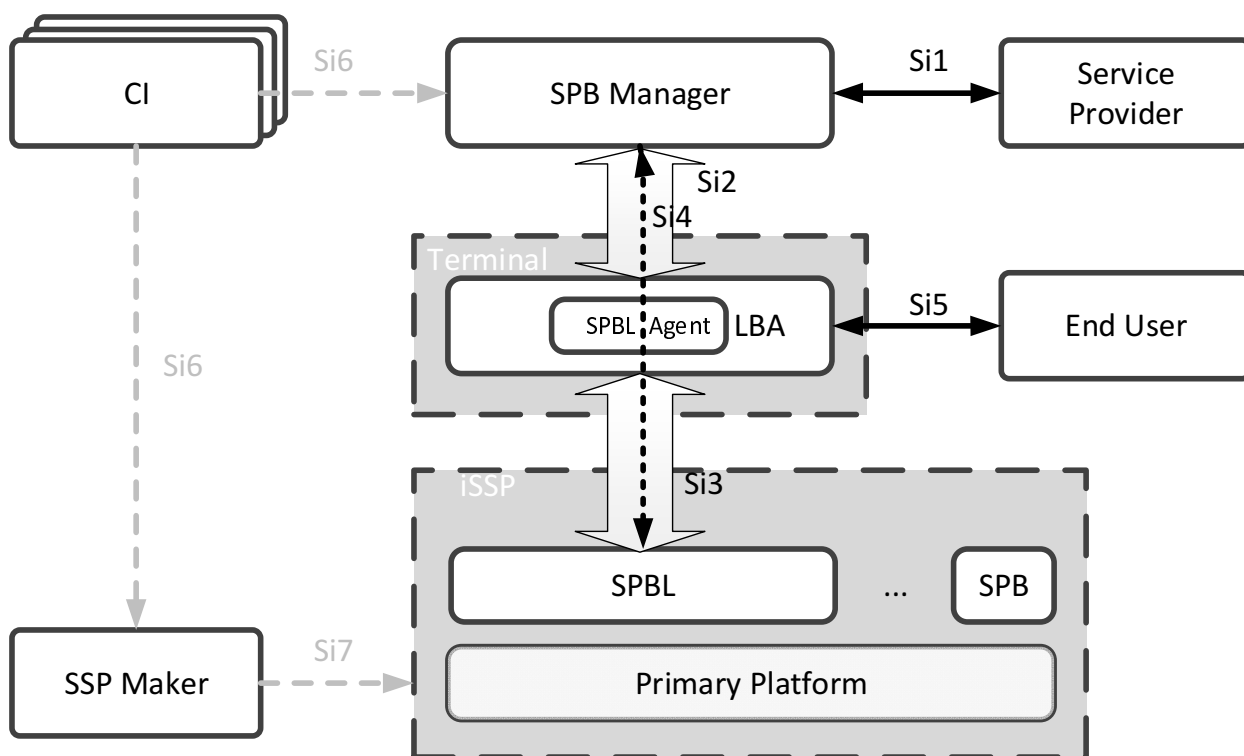 CI
Si6
SPB Manager
Si1
Service
Provider
Si2
Si4
Terminal
SPBL Agent
LBA
Si5
End User
Si6
Si3
iSSP
SPBL
...
SPB
SSP Maker
Si7
Primary Platform